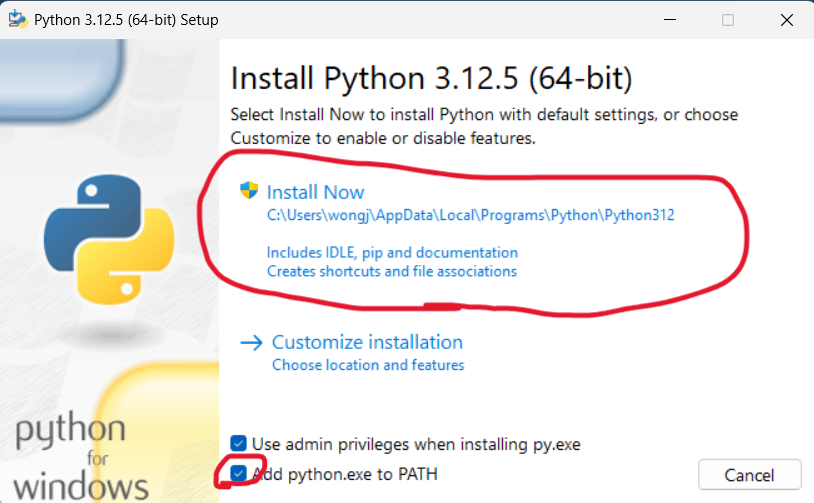 Python 3.12.5 (64-bit) Setup
Install Python 3.12.5 (64-bit)
Select Install Now to install Python with default settings, or choose
Customize to enable or disable features.
Install Now
C:\Users\wongj\AppData\Local\Programs\Python\Python312
Includes IDLE, pip and documentation
Creates shortcuts and file associations
Customize installation
Choose location and features
Use admin privileges when installing py.exe
Add python.exe to PATH
Cancel
python
for
windows